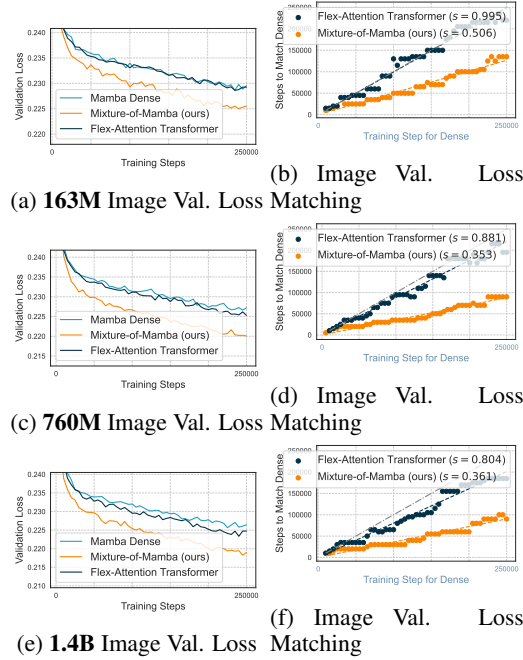 0.240
0.230
0.220
Validation Loss
Mamba Dense
Mixture-of-Mamba (ours)
Flex-Attention Transformer
250000
Training Steps
(a) 163M Image Val. Loss
Steps to Match Dense
Flex-Attention Transformer (s = 0.995)
Mixture-of-Mamba (ours) (s = 0.506)
150000
100000
50000
0
250000
Training Step for Dense
(b) Image Val. Loss
Matching
0.240
0.235
0.230
0.225
0.220
0.215
Validation Loss
Mamba Dense
Mixture-of-Mamba (ours)
Flex-Attention Transformer
250000
Training Steps
(c) 760M Image Val. Loss
Steps to Match Dense
250000
Flex-Attention Transformer (s = 0.881)
200000
Mixture-of-Mamba (ours) (s = 0.353)
150000
100000
50000
0
250000
Training Step for Dense
(d) Image Val. Loss
Matching
0.240
0.235
0.230
0.225
0.220
0.215
0.210
Validation Loss
Mamba Dense
Mixture-of-Mamba (ours)
Flex-Attention Transformer
250000
Training Steps
(e) 1.4B Image Val. Loss
Steps to Match Dense
Flex-Attention Transformer (s = 0.804)
200000
Mixture-of-Mamba (ours) (s = 0.361)
150000
100000
50000
0
250000
Training Step for Dense
(f) Image Val. Loss
Matching